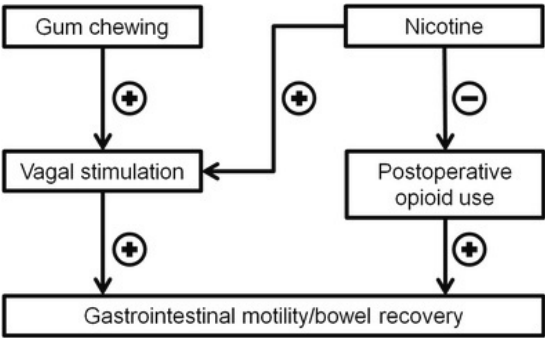 Gum chewing
Nicotine
+
+
−
Vagal stimulation
Postoperative
opioid use
+
+
Gastrointestinal motility/bowel recovery